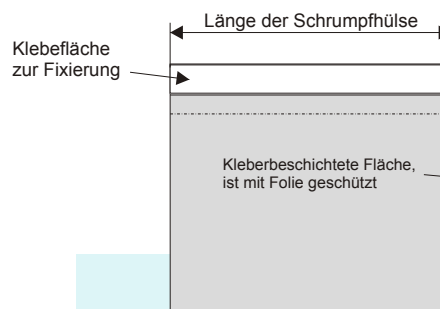 Länge der Schrumpfhülse
Klebefläche
zur Fixierung
Kleberbeschichtete Fläche,
ist mit Folie geschützt